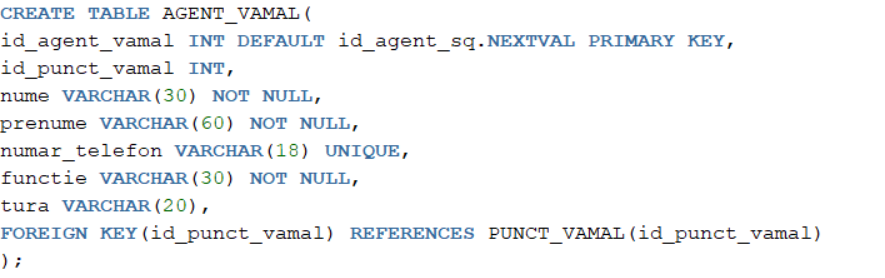 CREATE TABLE AGENT_VAMAL(
id_agent_vamal INT DEFAULT id_agent_sq.NEXTVAL PRIMARY KEY,
id_punct_vamal INT,
nume VARCHAR(30) NOT NULL,
prenume VARCHAR(60) NOT NULL,
numar_telefon VARCHAR(18) UNIQUE,
functie VARCHAR(30) NOT NULL,
tura VARCHAR(20),
FOREIGN KEY(id_punct_vamal) REFERENCES PUNCT_VAMAL(id_punct_vamal)
);